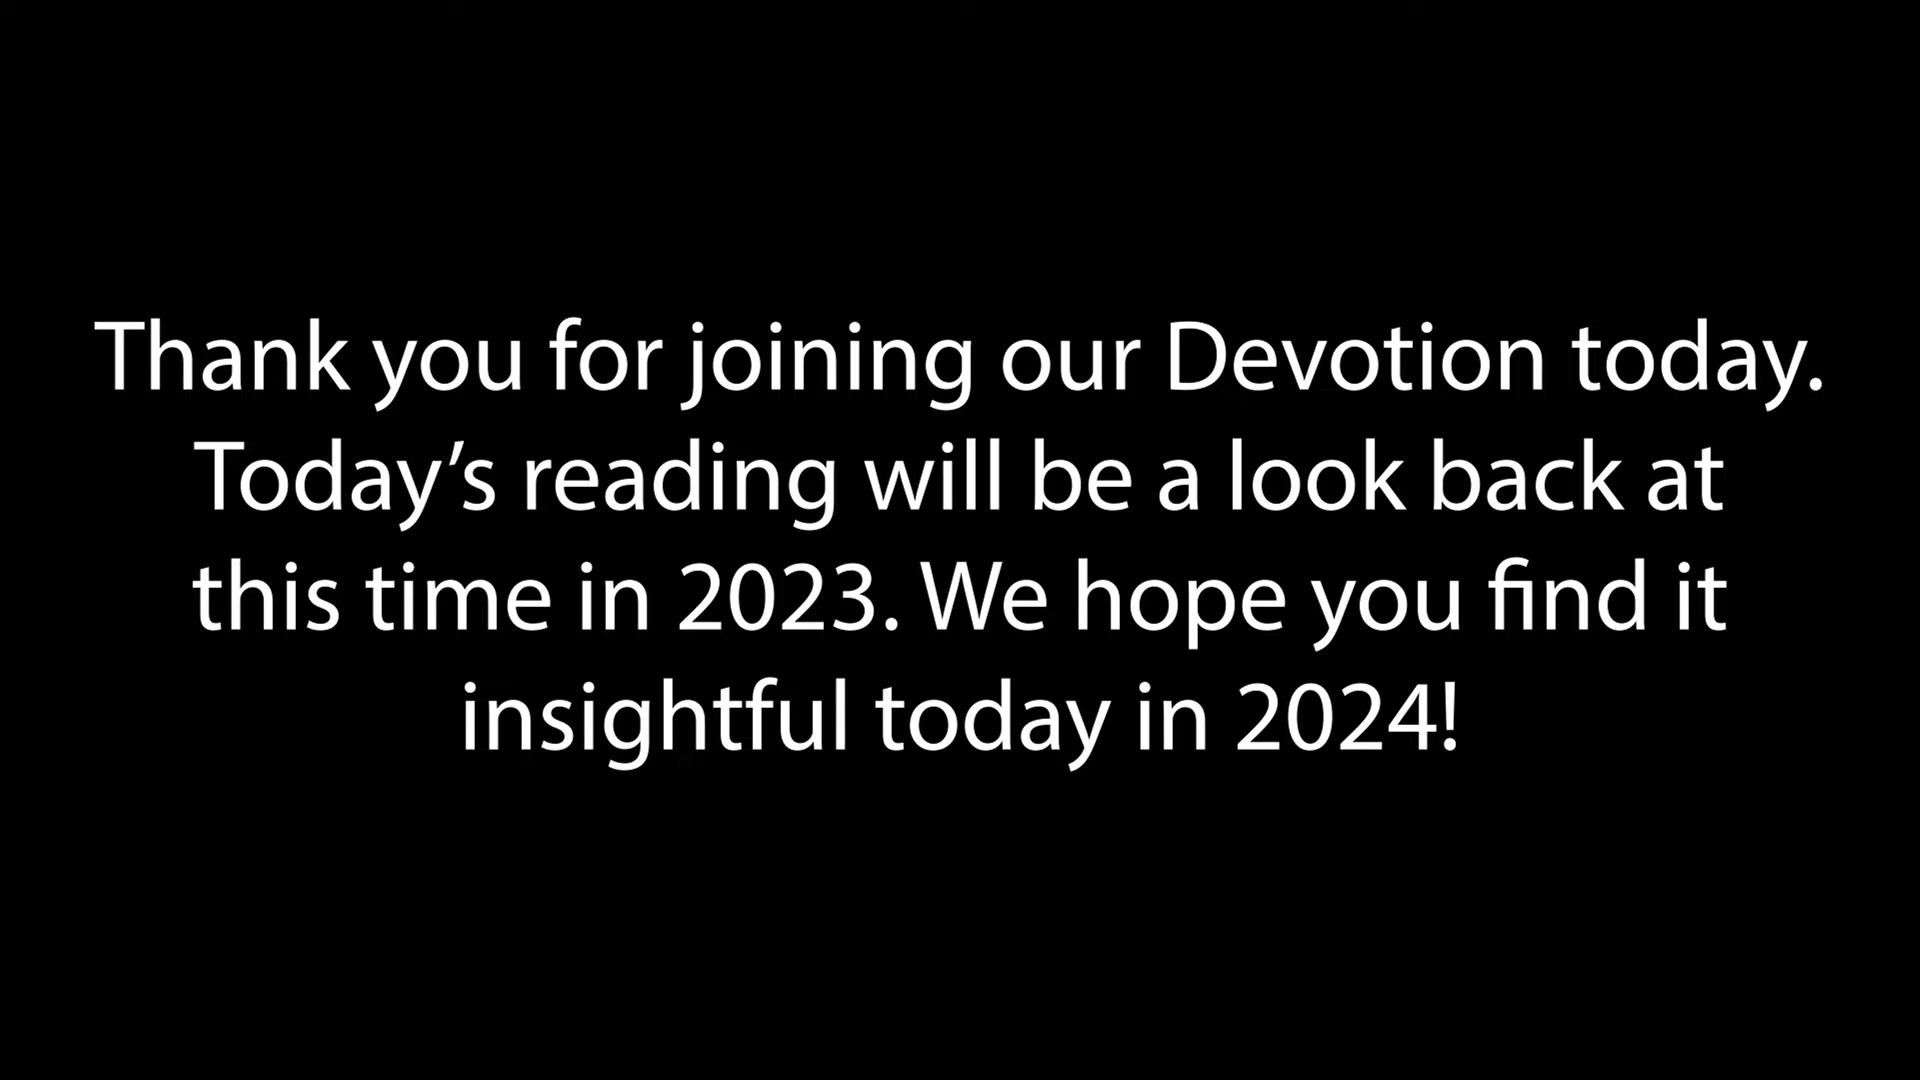 Thank you for joining our Devotion today.
Today’s reading will be a look back at
this time in 2023. We hope you find it
insightful today in 2024!